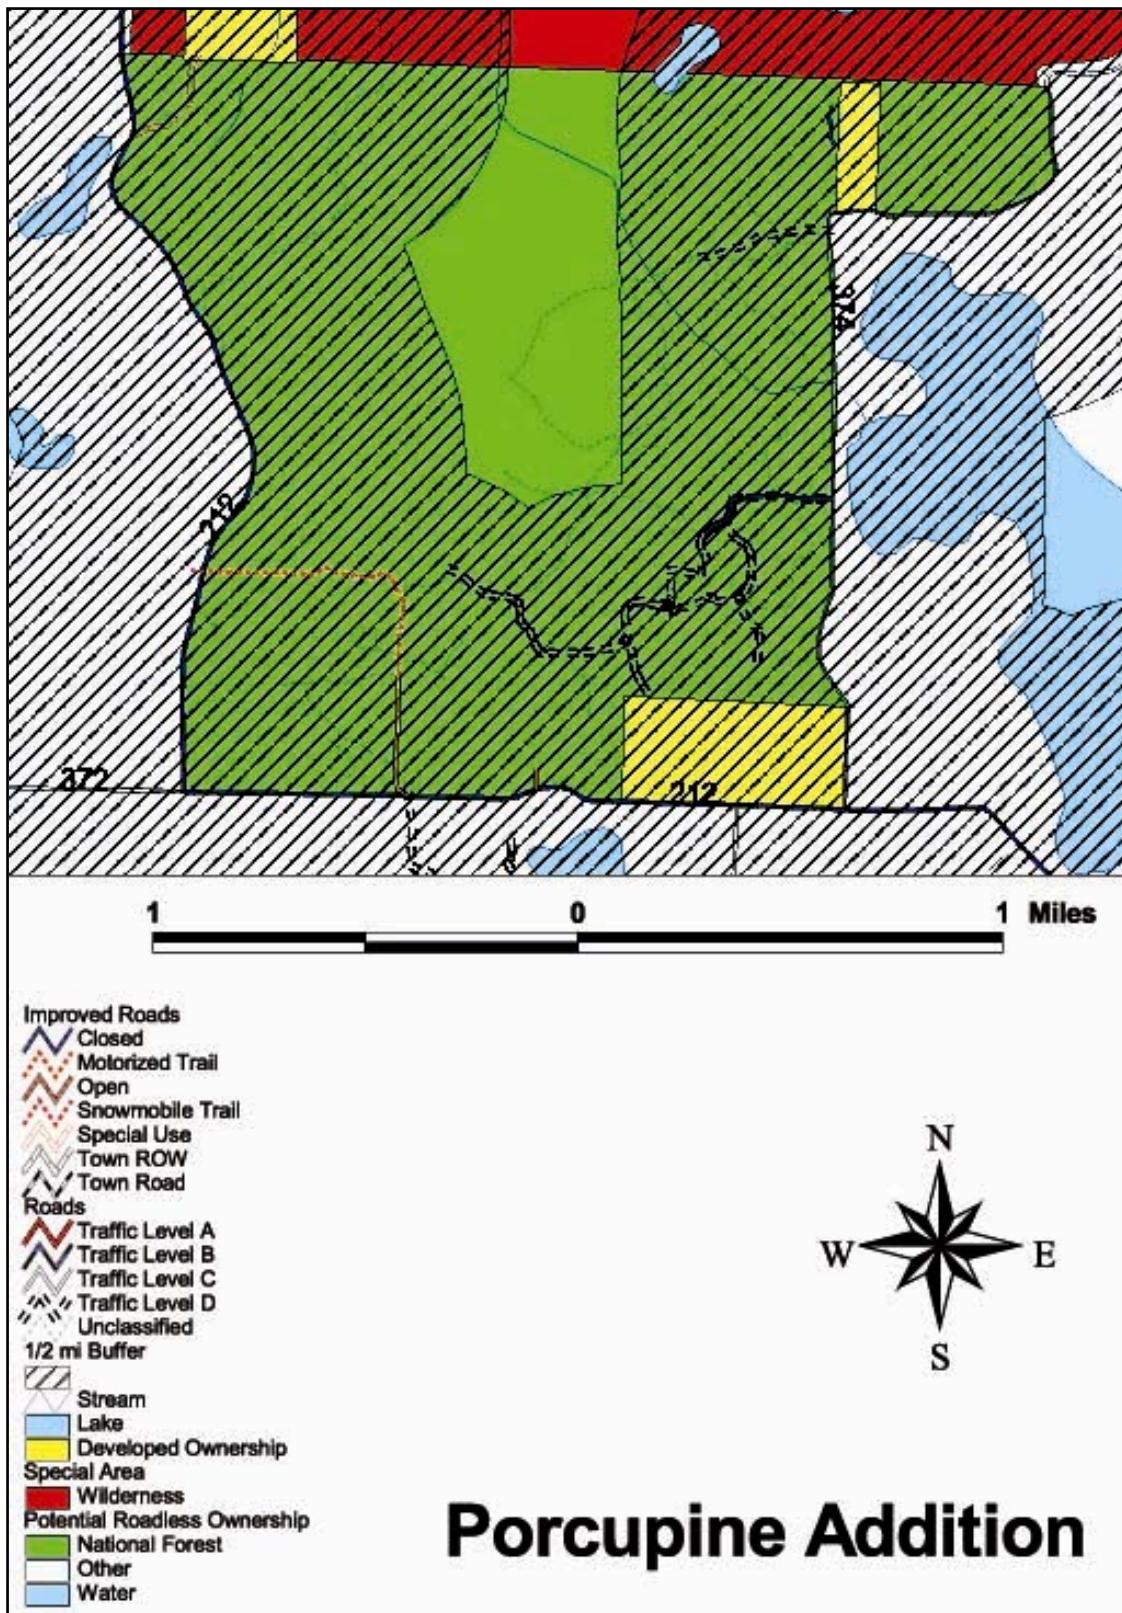 374
212
372
212
1 0 1 Miles
Improved Roads
Closed
Motorized Trail
Open
Snowmobile Trail
Special Use
Town ROW
Town Road
Roads
Traffic Level A
Traffic Level B
Traffic Level C
Traffic Level D
Unclassified
1/2 mi Buffer
Stream
Lake
Developed Ownership
Special Area
Wilderness
Potential Roadless Ownership
National Forest
Other
Water
N
W E
S
Porcupine Addition